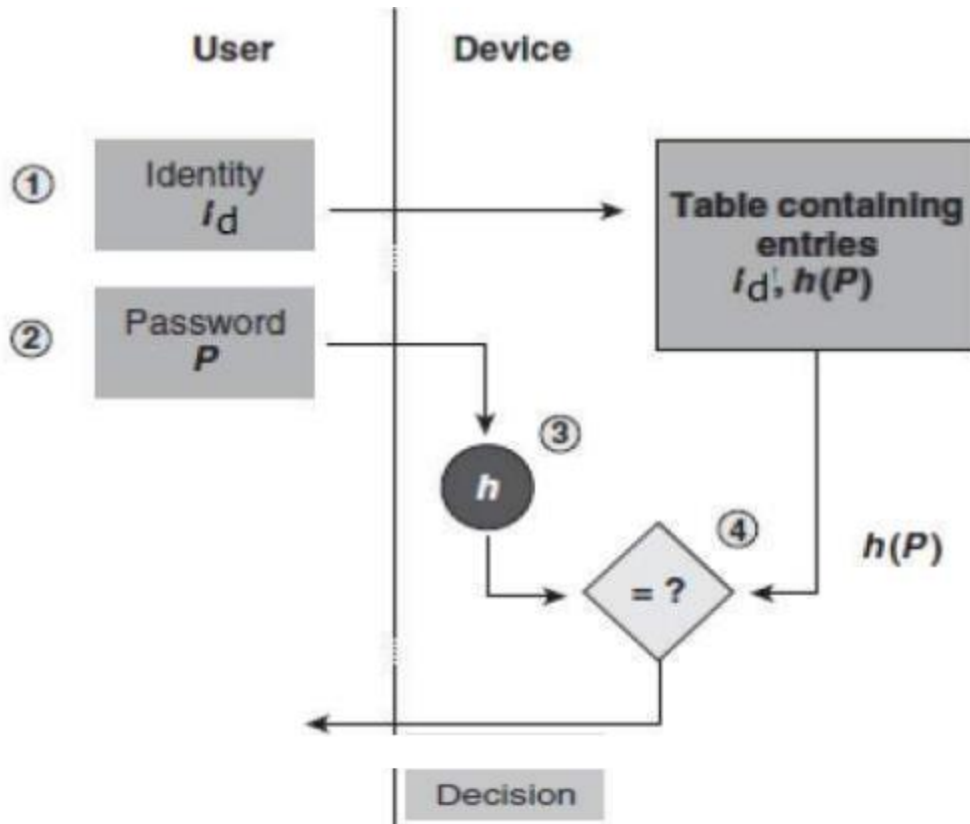 User
Device
①
Identity
Id
Table containing
entries
Id, h(P)
②
Password
P
③
h
④
= ?
h(P)
Decision